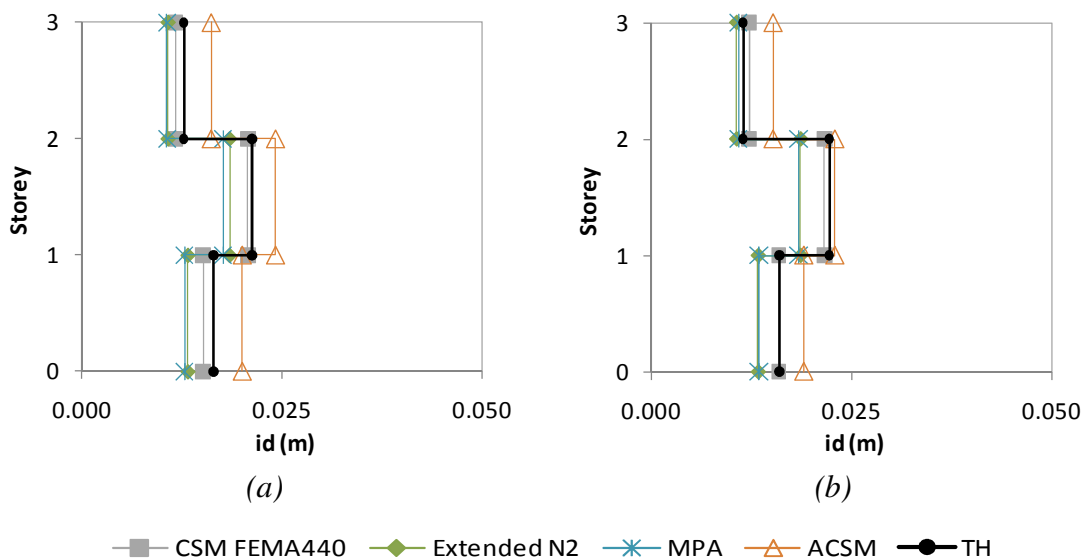 3
2
1
0
Storey
0.000 0.025 0.050
id (m)
(a)
3
2
1
0
Storey
0.000 0.025 0.050
id (m)
(b)
CSM FEMA440 Extended N2 MPA ACSM TH